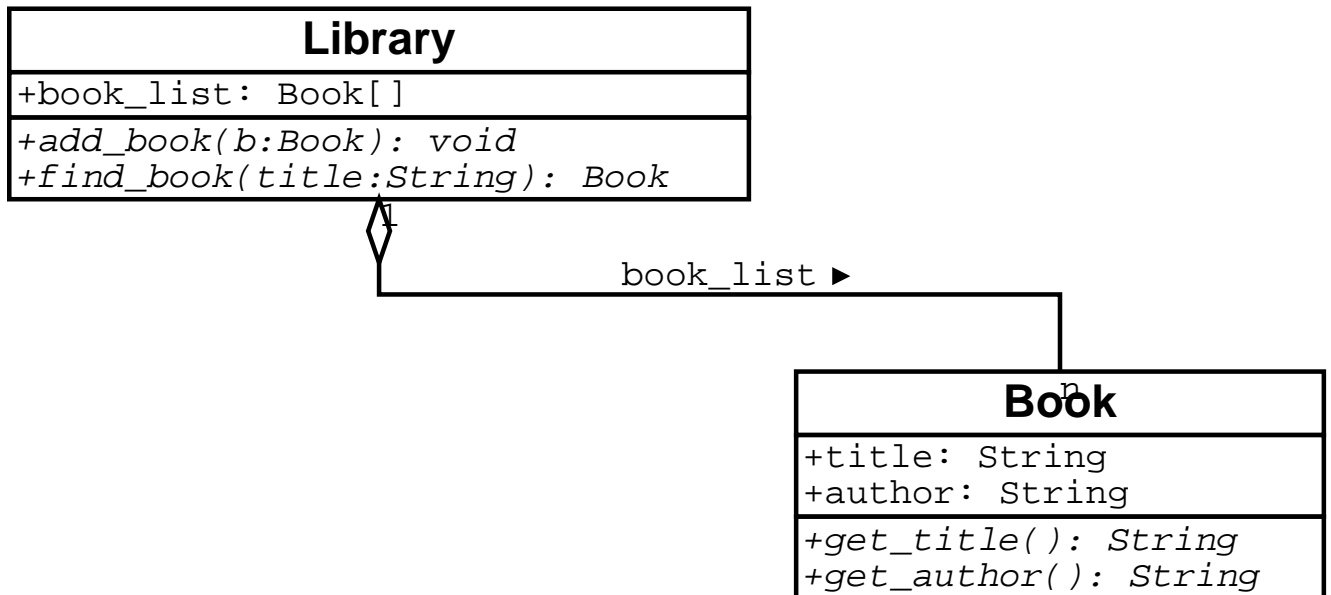 Library
+book_list: Book[]
+add_book(b:Book): void
+find_book(title:String): Book
1
book_list ►
n
Book
+title: String
+author: String
+get_title(): String
+get_author(): String